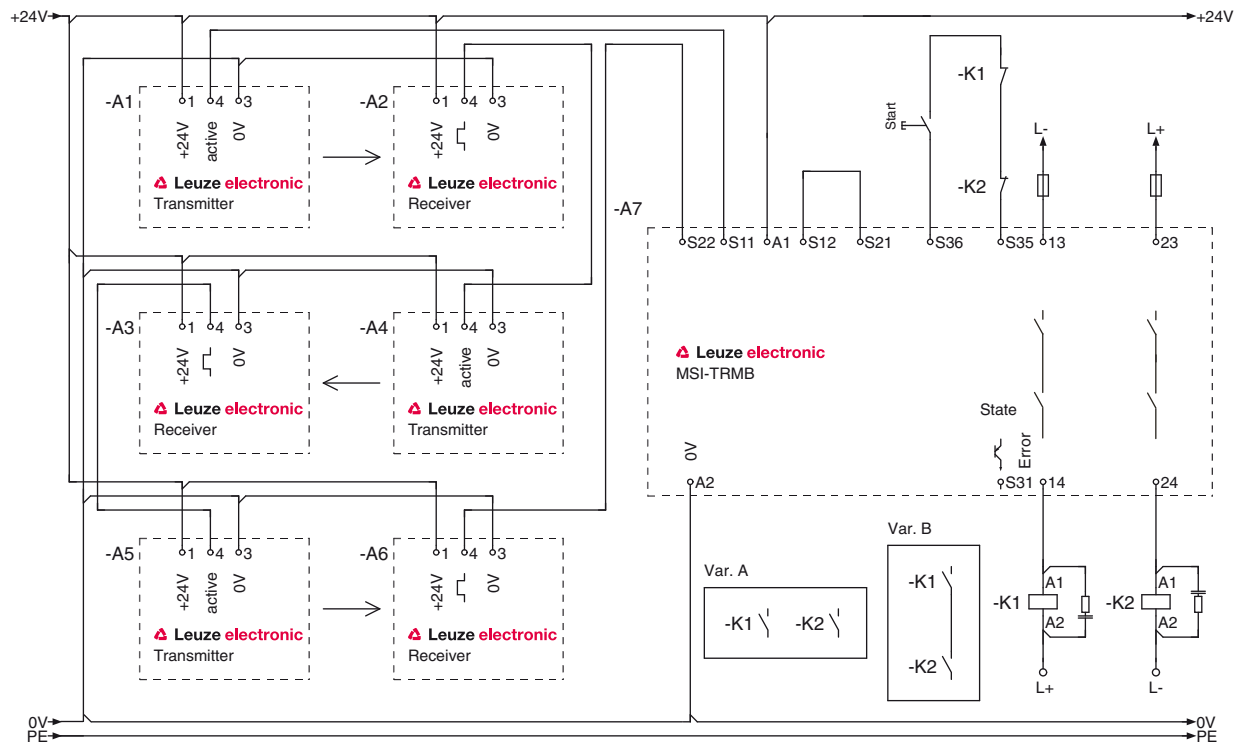 +24V
+24V
-A1
1
4
3
+24V
active
0V
Leuze electronic
Transmitter
-A2
1
4
3
+24V
0V
Leuze electronic
Receiver
-A3
1
4
3
+24V
0V
Leuze electronic
Receiver
-A4
1
4
3
+24V
active
0V
Leuze electronic
Transmitter
-A5
1
4
3
+24V
active
0V
Leuze electronic
Transmitter
-A6
1
4
3
+24V
0V
Leuze electronic
Receiver
Start
-K1
-K2
L-
L+
-A7
S22
S11
A1
S12
S21
S36
S35
13
23
Leuze electronic
MSI-TRMB
State
Error
0V
A2
S31
14
24
Var. A
-K1
-K2
Var. B
-K1
-K2
-K1
A1
A2
L+
-K2
A1
A2
L-
0V
0V
PE
PE